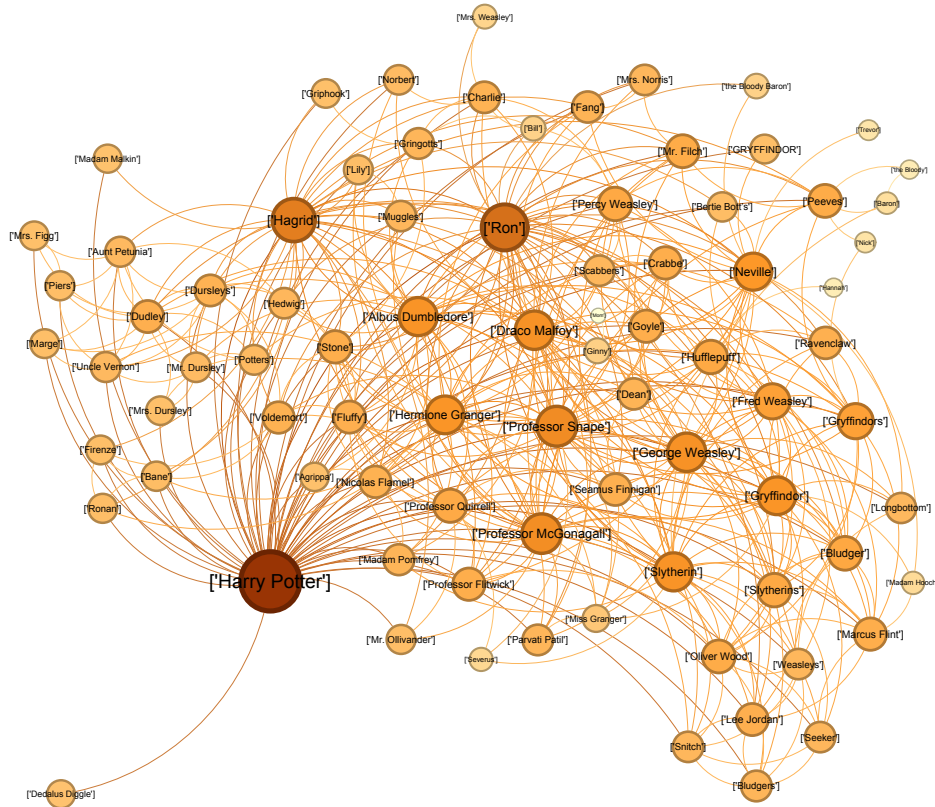 ['Mrs. Weasley']
['Griphook']
['Norbert']
['Charlie']
['Mrs. Norris']
['the Bloody Baron']
['Fang']
['Bill']
['Trevor']
['Gringotts']
['Mr. Filch']
['GRYFFINDOR']
['Madam Malkin']
['Lily']
['the Bloody']
['Hagrid']
['Muggles']
['Ron']
['Percy Weasley']
['Bertie Bott's']
['Peeves']
['Baron']
['Mrs. Figg']
['Aunt Petunia']
['Nick']
['Piers']
['Dursleys']
['Hedwig']
['Scabbers']
['Crabbe']
['Neville']
['Hannah']
['Dudley']
['Albus Dumbledore']
['Draco Malfoy']
['Mom']
['Goyle']
['Marge']
['Stone']
['Ginny']
['Hufflepuff']
['Ravenclaw']
['Uncle Vernon']
['Mr. Dursley']
['Potters']
['Dean']
['Mrs. Dursley']
['Voldemort']
['Fluffy']
['Hermione Granger']
['Professor Snape']
['Fred Weasley']
['Gryffindors']
['Firenze']
['Bane']
['Agrippa']
['Nicolas Flamel']
['George Weasley']
['Seamus Finnigan']
['Gryffindor']
['Ronan']
['Professor Quirrell']
['Longbottom']
['Professor McGonagall']
['Bludger']
['Madam Pomfrey']
['Harry Potter']
['Professor Flitwick']
['Slytherin']
['Slytherins']
['Madam Hooch']
['Miss Granger']
['Mr. Ollivander']
['Parvati Patil']
['Marcus Flint']
['Severus']
['Oliver Wood']
['Weasleys']
['Lee Jordan']
['Snitch']
['Seeker']
['Bludgers']
['Dedalus Diggle']